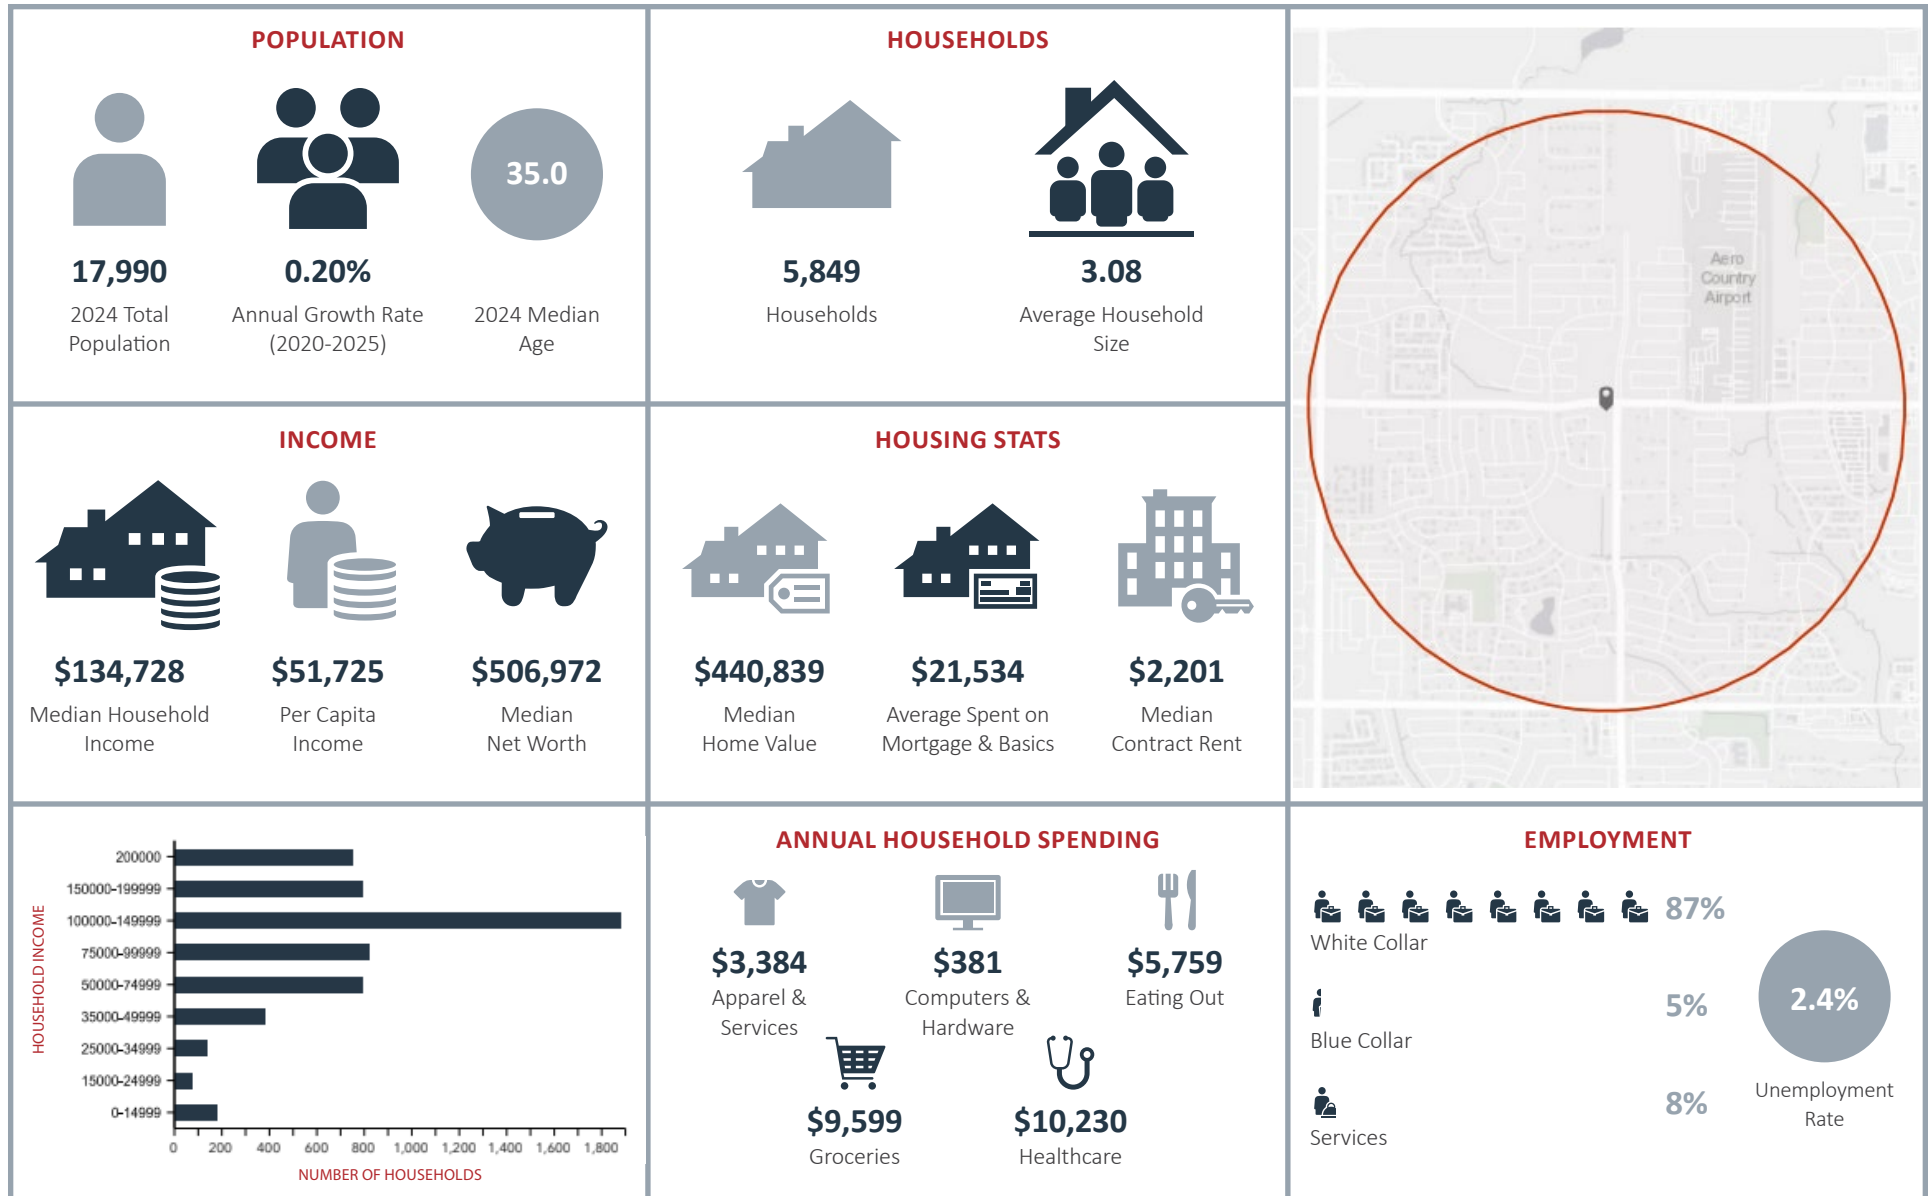 POPULATION
35.0
17,990
2024 Total
Population
0.20%
Annual Growth Rate
(2020-2025)
2024 Median
Age
HOUSEHOLDS
5,849
Households
3.08
Average Household
Size
Aero
Country
Airport
INCOME
$134,728
Median Household
Income
$51,725
Per Capita
Income
$506,972
Median
Net Worth
HOUSING STATS
$440,839
Median
Home Value
$21,534
Average Spent on
Mortgage & Basics
$2,201
Median
Contract Rent
HOUSEHOLD INCOME
200000
150000-199999
100000-149999
75000-99999
50000-74999
35000-49999
25000-34999
15000-24999
0-14999
0 200 400 600 800 1,000 1,200 1,400 1,600 1,800
NUMBER OF HOUSEHOLDS
ANNUAL HOUSEHOLD SPENDING
$3,384
Apparel &
Services
$381
Computers &
Hardware
$5,759
Eating Out
$9,599
Groceries
$10,230
Healthcare
EMPLOYMENT
87%
White Collar
5%
Blue Collar
8%
Services
2.4%
Unemployment
Rate